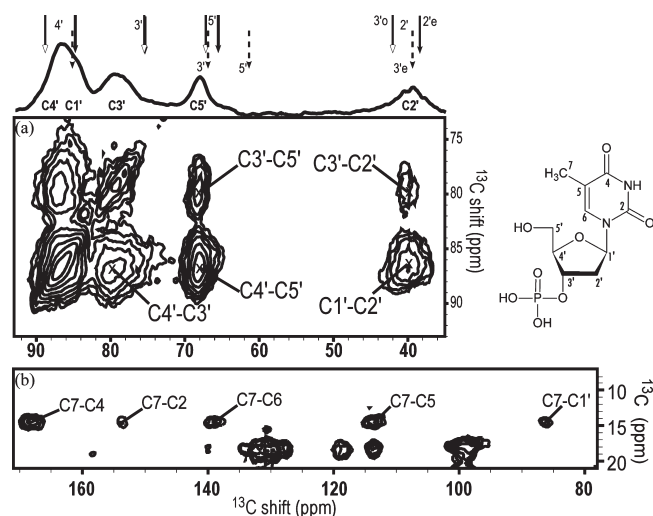 3'o 2' 2'e
4' 3' 5'
3' 5' 3'e
C4' C1' C3' C5' C2'
(a)
C3'-C5' C3'-C2'
C4'-C3' C4'-C5' C1'-C2'
75
80
85
90
¹³C shift (ppm)
90 80 70 60 50 40
O
H₃C 7
4
5
NH
6
2
N
O
HO
5'
O
4'
1'
3'
2'
O
O
HO-P
OH
(b)
C7-C4 C7-C2 C7-C6 C7-C5 C7-C1'
10
15
20
¹³C (ppm)
160 140 120 100 80
¹³C shift (ppm)